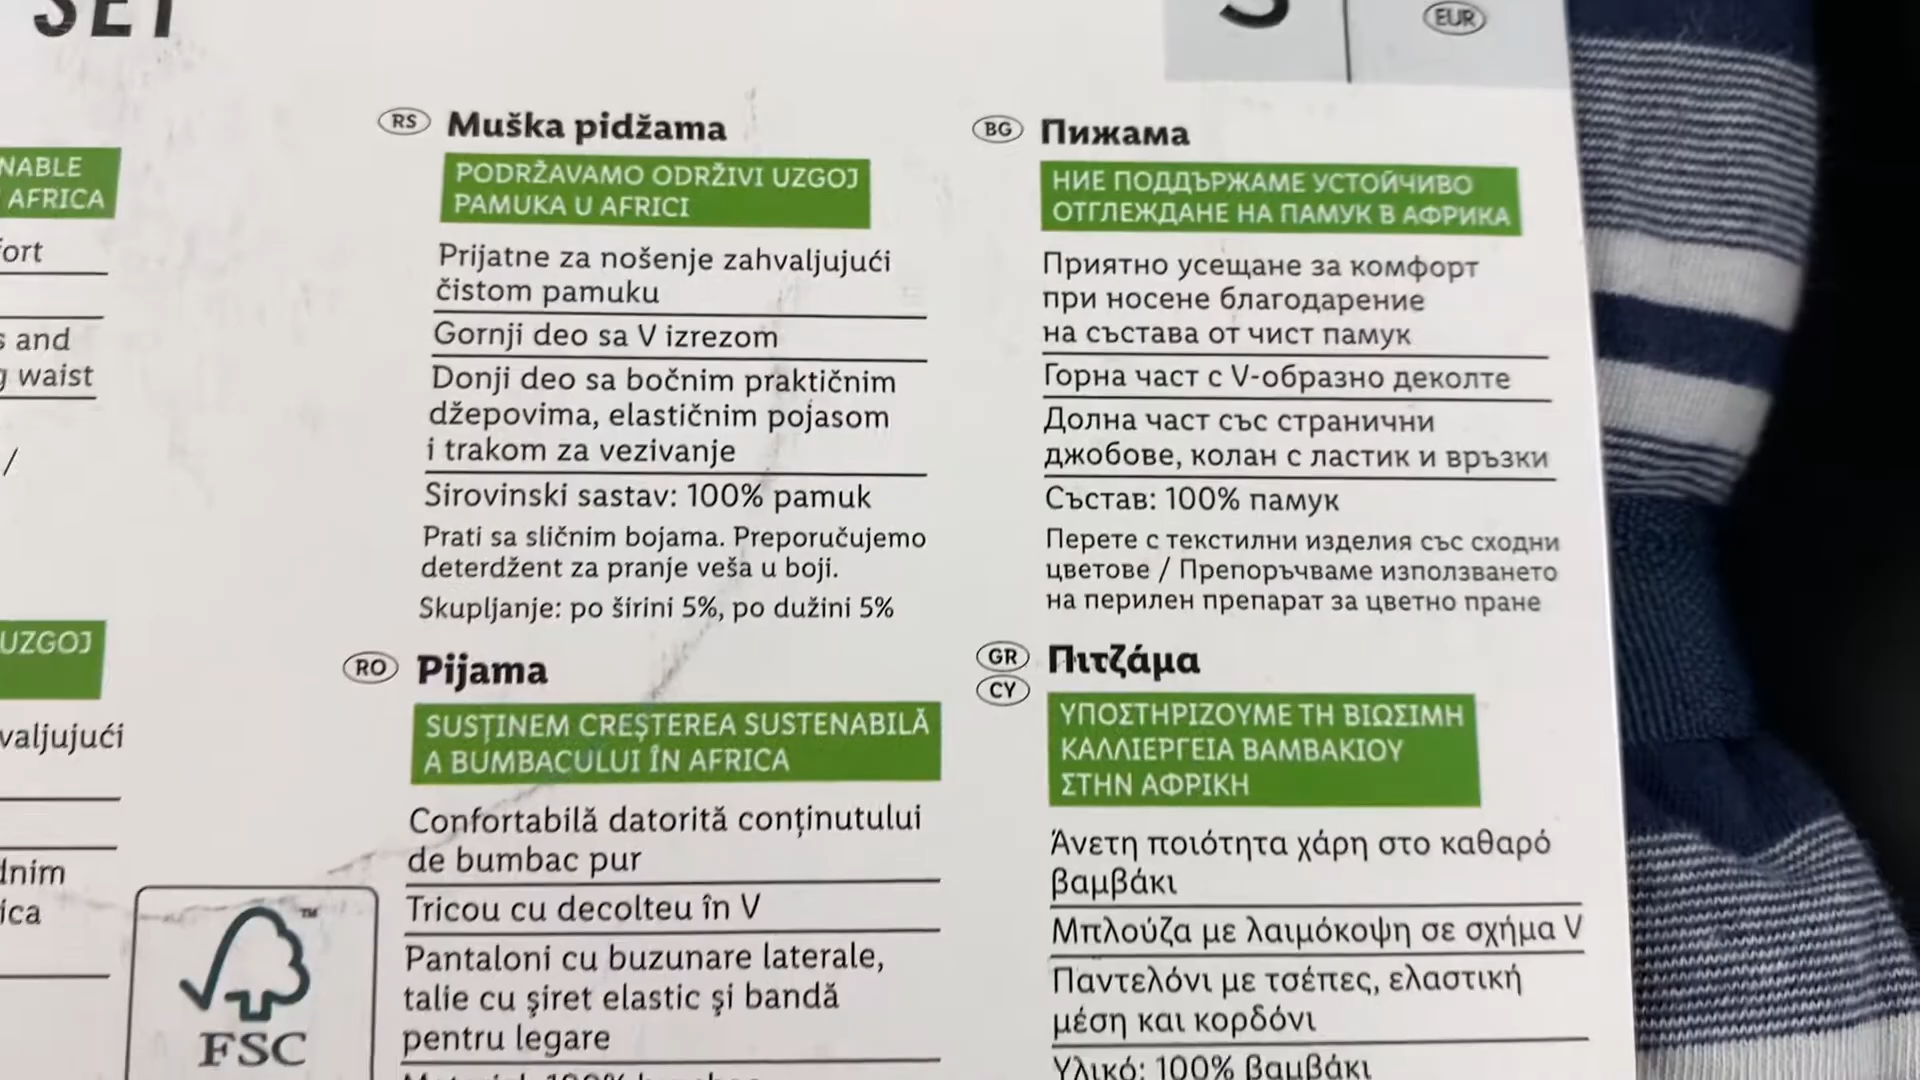 SET
EUR
NABLE
AFRICA
ort
s and
g waist
/
UZGOJ
valjujući
dnim
ica
FSC
TM
RS Muška pidžama
PODRŽAVAMO ODRŽIVI UZGOJ
PAMUKA U AFRICI
Prijatne za nošenje zahvaljujući
čistom pamuku
Gornji deo sa V izrezom
Donji deo sa bočnim praktičnim
džepovima, elastičnim pojasom
i trakom za vezivanje
Sirovinski sastav: 100% pamuk
Prati sa sličnim bojama. Preporučujemo
deterdžent za pranje veša u boji.
Skupljanje: po širini 5%, po dužini 5%
RO Pijama
SUSȚINEM CREȘTEREA SUSTENABILĂ
A BUMBACULUI ÎN AFRICA
Confortabilă datorită conținutului
de bumbac pur
Tricou cu decolteu în V
Pantaloni cu buzunare laterale,
talie cu șiret elastic și bandă
pentru legare
BG Пижама
НИЕ ПОДДЪРЖАМЕ УСТОЙЧИВО
ОТГЛЕЖДАНЕ НА ПАМУК В АФРИКА
Приятно усещане за комфорт
при носене благодарение
на състава от чист памук
Горна част с V-образно деколте
Долна част със странични
джобове, колан с ластик и връзки
Състав: 100% памук
Перете с текстилни изделия със сходни
цветове / Препоръчваме използването
на перилен препарат за цветно пране
GR Πιτζάμα
CY
ΥΠΟΣΤΗΡΙΖΟΥΜΕ ΤΗ ΒΙΩΣΙΜΗ
ΚΑΛΛΙΕΡΓΕΙΑ ΒΑΜΒΑΚΙΟΥ
ΣΤΗΝ ΑΦΡΙΚΗ
Άνετη ποιότητα χάρη στο καθαρό
βαμβάκι
Μπλούζα με λαιμόκοψη σε σχήμα V
Παντελόνι με τσέπες, ελαστική
μέση και κορδόνι
Υλικό: 100% βαμβάκι